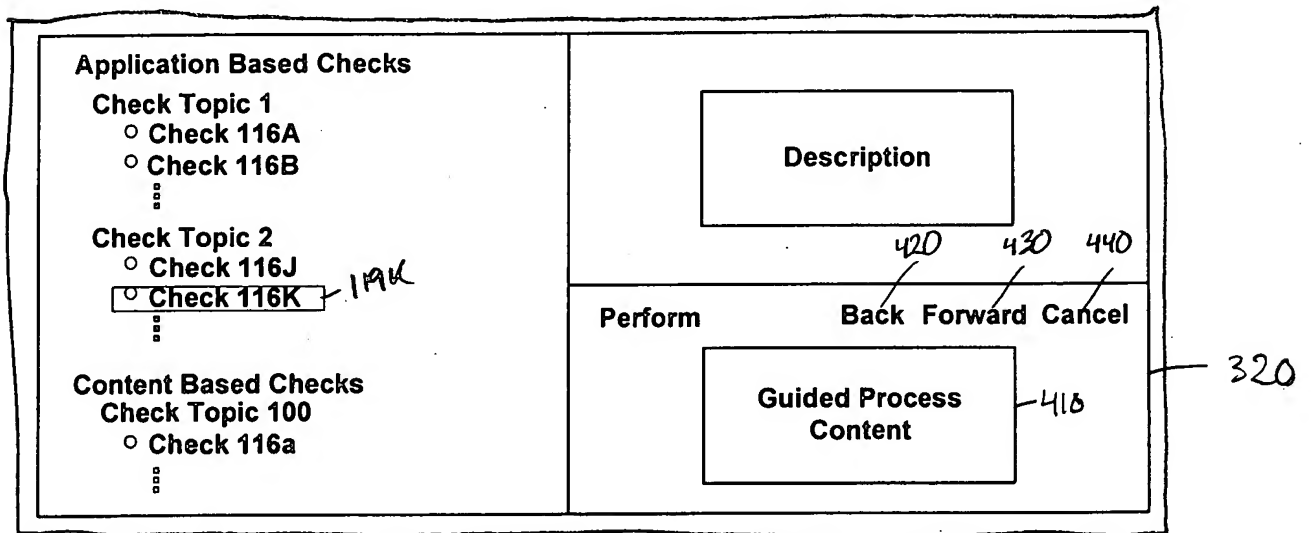 Application Based Checks
Check Topic 1
Check 116A
Check 116B
Check Topic 2
Check 116J
Check 116K
119K
Content Based Checks
Check Topic 100
Check 116a
Description
420 430 440
Perform Back Forward Cancel
Guided Process
Content
410
320